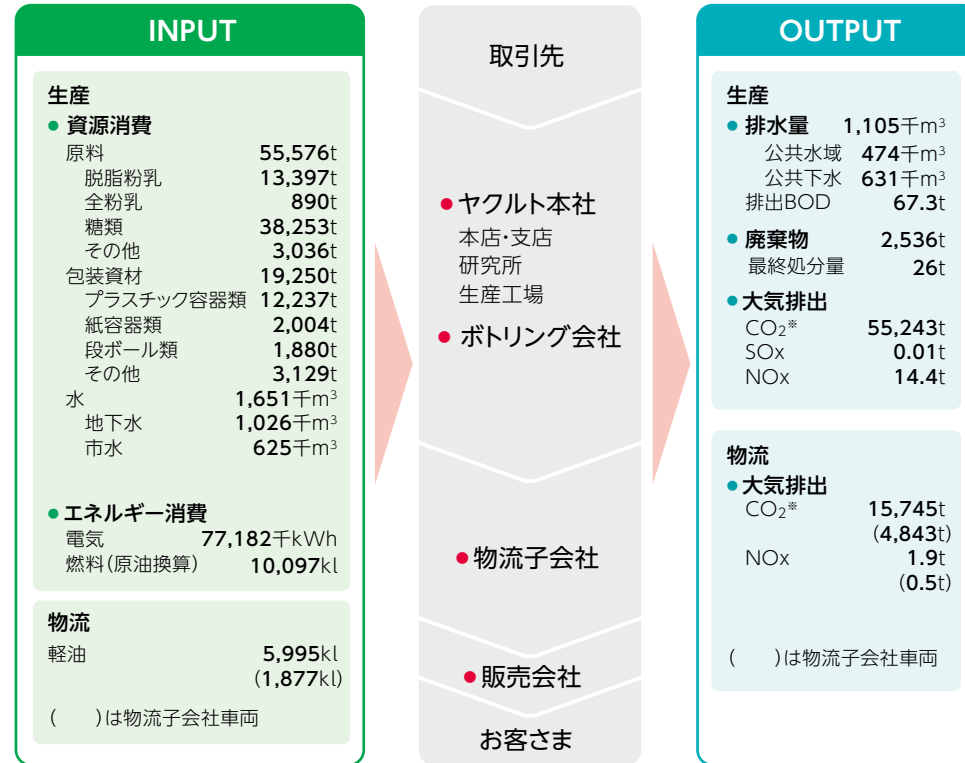 INPUT
生産
● 資源消費
原料 55,576t
脱脂粉乳 13,397t
全粉乳 890t
糖類 38,253t
その他 3,036t
包装資材 19,250t
プラスチック容器類 12,237t
紙容器類 2,004t
段ボール類 1,880t
その他 3,129t
水 1,651千m³
地下水 1,026千m³
市水 625千m³
● エネルギー消費
電気 77,182千kWh
燃料(原油換算) 10,097kl
物流
軽油 5,995kl
(1,877kl)
( )は物流子会社車両
取引先
● ヤクルト本社
本店・支店
研究所
生産工場
● ボトリング会社
● 物流子会社
● 販売会社
お客さま
OUTPUT
生産
● 排水量 1,105千m³
公共水域 474千m³
公共下水 631千m³
排出BOD 67.3t
● 廃棄物 2,536t
最終処分量 26t
● 大気排出
CO₂※ 55,243t
SOx 0.01t
NOx 14.4t
物流
● 大気排出
CO₂※ 15,745t
(4,843t)
NOx 1.9t
(0.5t)
( )は物流子会社車両